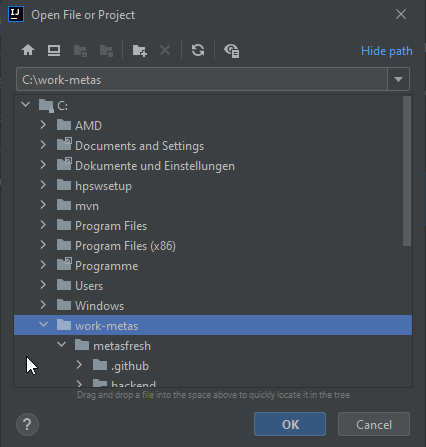 IJ
Open File or Project
Hide path
C:\work-metas
C:
AMD
Documents and Settings
Dokumente und Einstellungen
hpswsetup
mvn
Program Files
Program Files (x86)
Programme
Users
Windows
work-metas
metasfresh
.github
backend
Drag and drop a file into the space above to quickly locate it in the tree
?
OK
Cancel